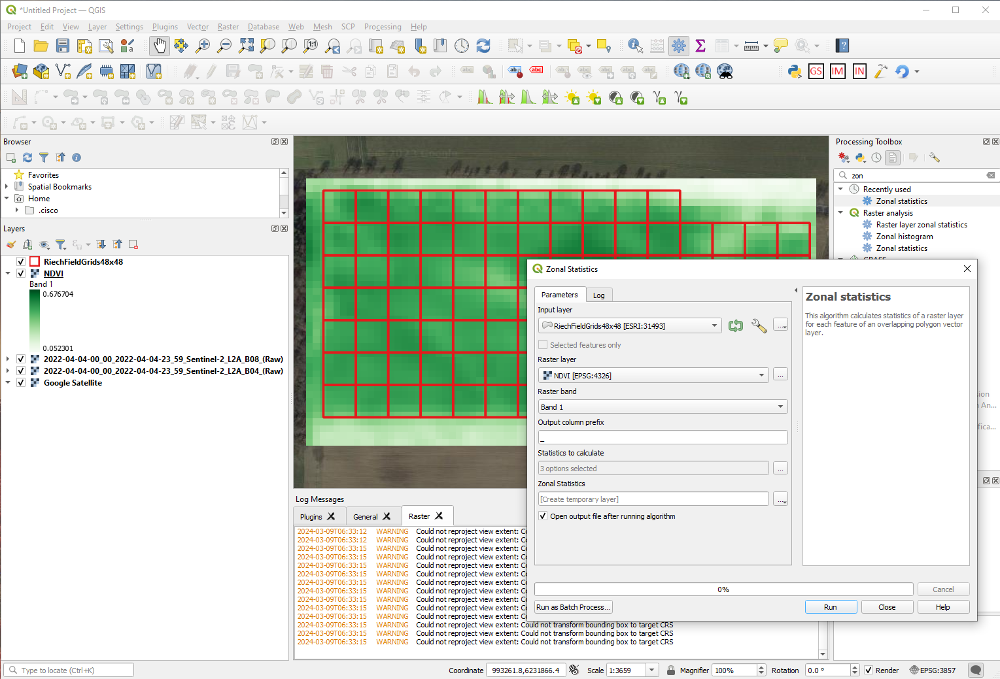 *Untitled Project — QGIS
Project Edit View Layer Settings Plugins Vector Raster Database Web Mesh SCP Processing Help
1:1
ab abc
GS IM IN
Browser
Favorites
Spatial Bookmarks
Home
.cisco
Layers
RiechFieldGrids48x48
NDVI
Band 1
0.676704
0.052301
2022-04-04-00_00_2022-04-04-23_59_Sentinel-2_L2A_B08_(Raw)
2022-04-04-00_00_2022-04-04-23_59_Sentinel-2_L2A_B04_(Raw)
Google Satellite
© 2023 Google
Processing Toolbox
zon
Recently used
Zonal statistics
Raster analysis
Raster layer zonal statistics
Zonal histogram
Zonal statistics
GRASS
Zonal Statistics
Parameters Log
Input layer
RiechFieldGrids48x48 [ESRI:31493]
Selected features only
Raster layer
NDVI [EPSG:4326]
Raster band
Band 1
Output column prefix
_
Statistics to calculate
3 options selected
Zonal Statistics
[Create temporary layer]
Open output file after running algorithm
Zonal statistics
This algorithm calculates statistics of a raster layer
for each feature of an overlapping polygon vector
layer.
0%
Cancel
Run as Batch Process...
Run
Close
Help
Log Messages
Plugins General Raster
2024-03-09T06:33:12 WARNING Could not reproject view extent: Co
2024-03-09T06:33:12 WARNING Could not reproject view extent: Co
2024-03-09T06:33:15 WARNING Could not reproject view extent: Co
2024-03-09T06:33:15 WARNING Could not reproject view extent: Co
2024-03-09T06:33:15 WARNING Could not reproject view extent: Co
2024-03-09T06:33:15 WARNING Could not reproject view extent: Co
2024-03-09T06:33:15 WARNING Could not reproject view extent: Co
2024-03-09T06:33:15 WARNING Could not reproject view extent: Co
2024-03-09T06:33:15 WARNING Could not reproject view extent: Co
2024-03-09T06:33:15 WARNING Could not reproject view extent: Co
2024-03-09T06:33:15 WARNING Could not reproject view extent: Co
2024-03-09T06:33:15 WARNING Could not reproject view extent: Could not transform bounding box to target CRS
2024-03-09T06:33:15 WARNING Could not reproject view extent: Could not transform bounding box to target CRS
2024-03-09T06:33:15 WARNING Could not reproject view extent: Could not transform bounding box to target CRS
Type to locate (Ctrl+K)
Coordinate 993261.8,6231866.4 Scale 1:3659 Magnifier 100% Rotation 0.0 ° Render EPSG:3857